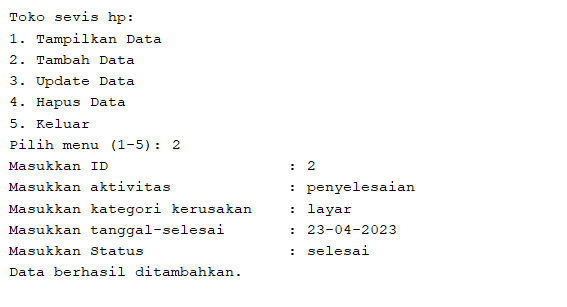 Toko sevis hp:
1. Tampilkan Data
2. Tambah Data
3. Update Data
4. Hapus Data
5. Keluar
Pilih menu (1-5): 2
Masukkan ID                    : 2
Masukkan aktivitas             : penyelesaian
Masukkan kategori kerusakan    : layar
Masukkan tanggal-selesai       : 23-04-2023
Masukkan Status                : selesai
Data berhasil ditambahkan.